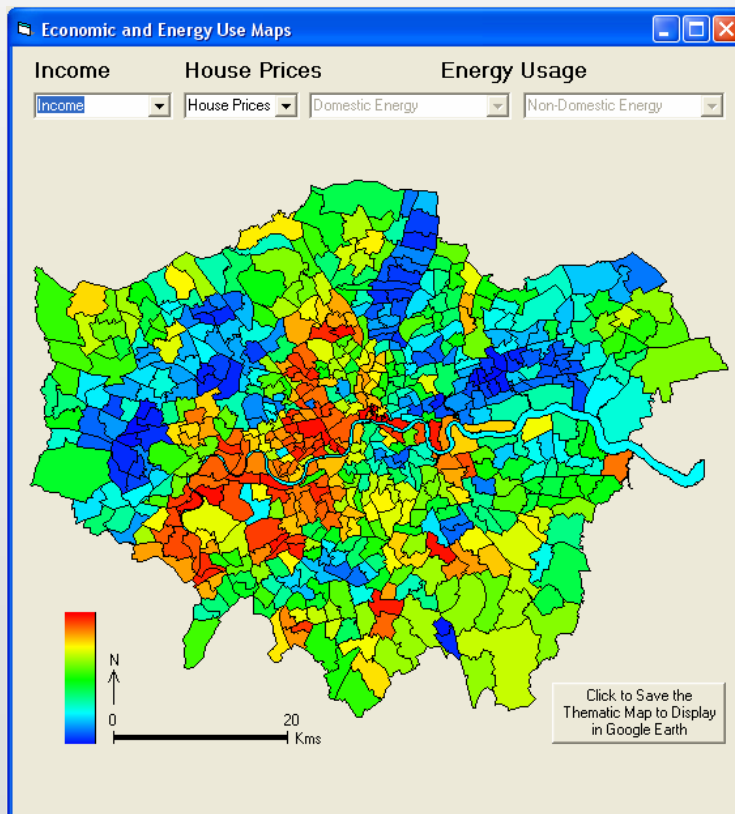 Economic and Energy Use Maps
Income House Prices Energy Usage
Income House Prices Domestic Energy Non-Domestic Energy
N
0 20
Kms
Click to Save the
Thematic Map to Display
in Google Earth